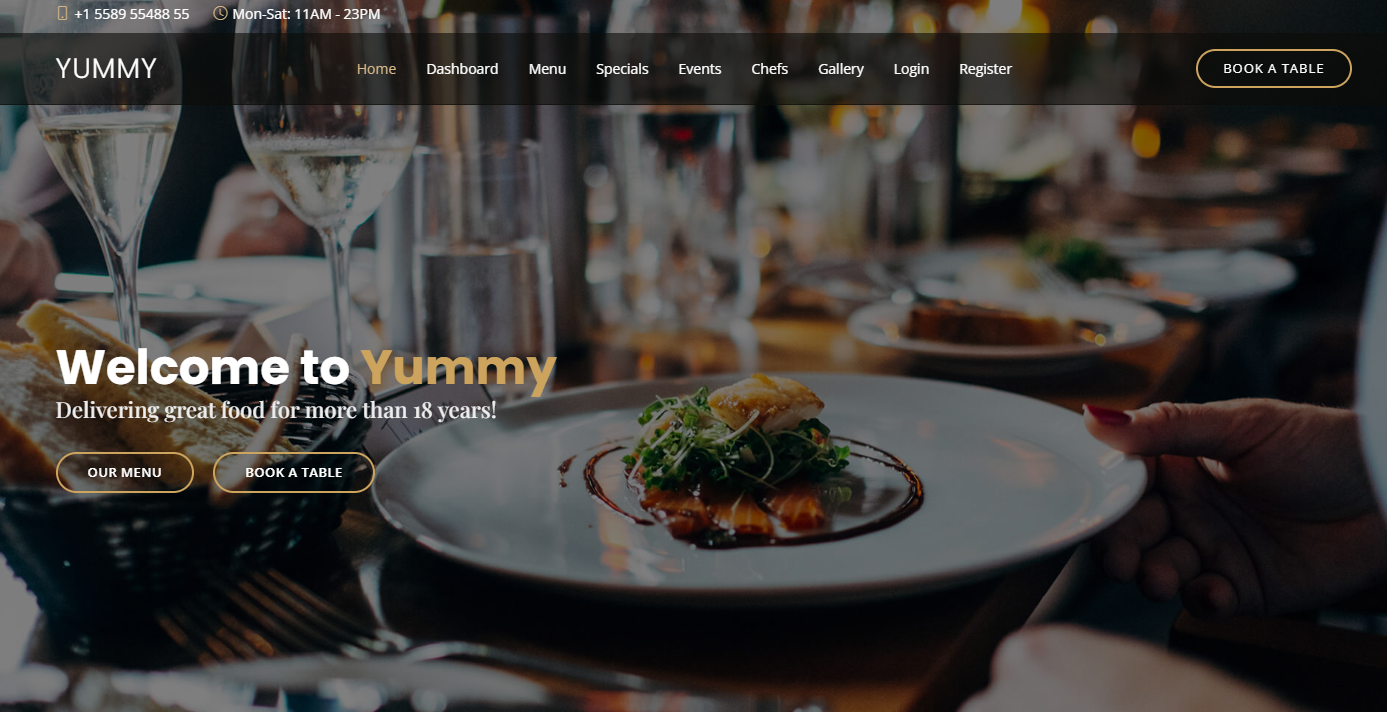 +1 5589 55488 55 Mon-Sat: 11AM - 23PM
YUMMY Home Dashboard Menu Specials Events Chefs Gallery Login Register BOOK A TABLE
Welcome to Yummy
Delivering great food for more than 18 years!
OUR MENU BOOK A TABLE